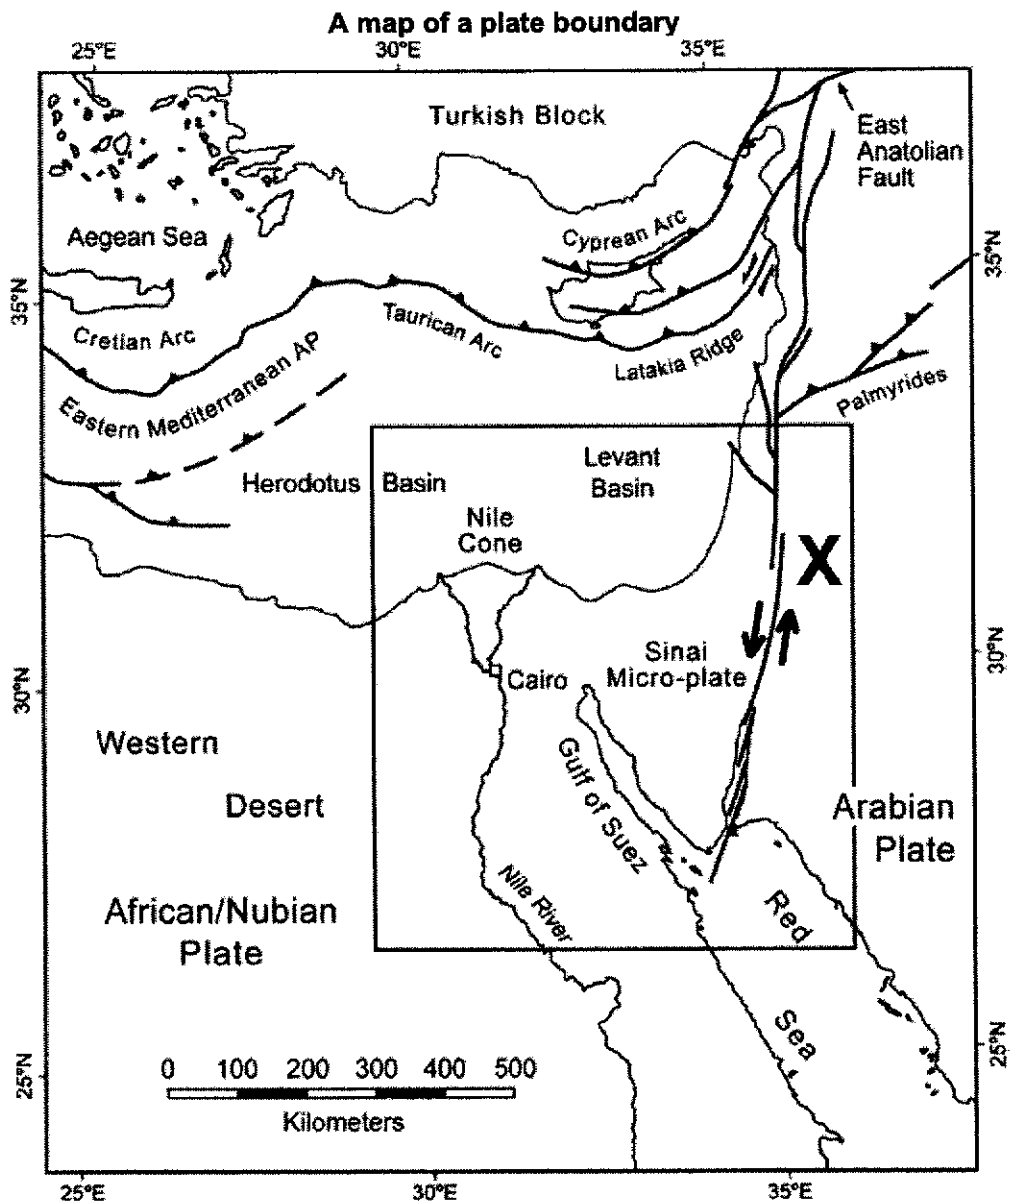 A map of a plate boundary
25°E 30°E 35°E
Turkish Block
East
Anatolian
Fault
Aegean Sea
Cyprean Arc
35°N
35°N
Cretian Arc
Taurican Arc
Latakia Ridge
Eastern Mediterranean AP
Palmyrides
Herodotus Basin
Levant
Basin
Nile
Cone
X
Sinai
Micro-plate
30°N
30°N
Cairo
Western
Desert
Gulf of Suez
Arabian
Plate
African/Nubian
Plate
Nile River
Red
Sea
25°N
25°N
0 100 200 300 400 500
Kilometers
25°E 30°E 35°E